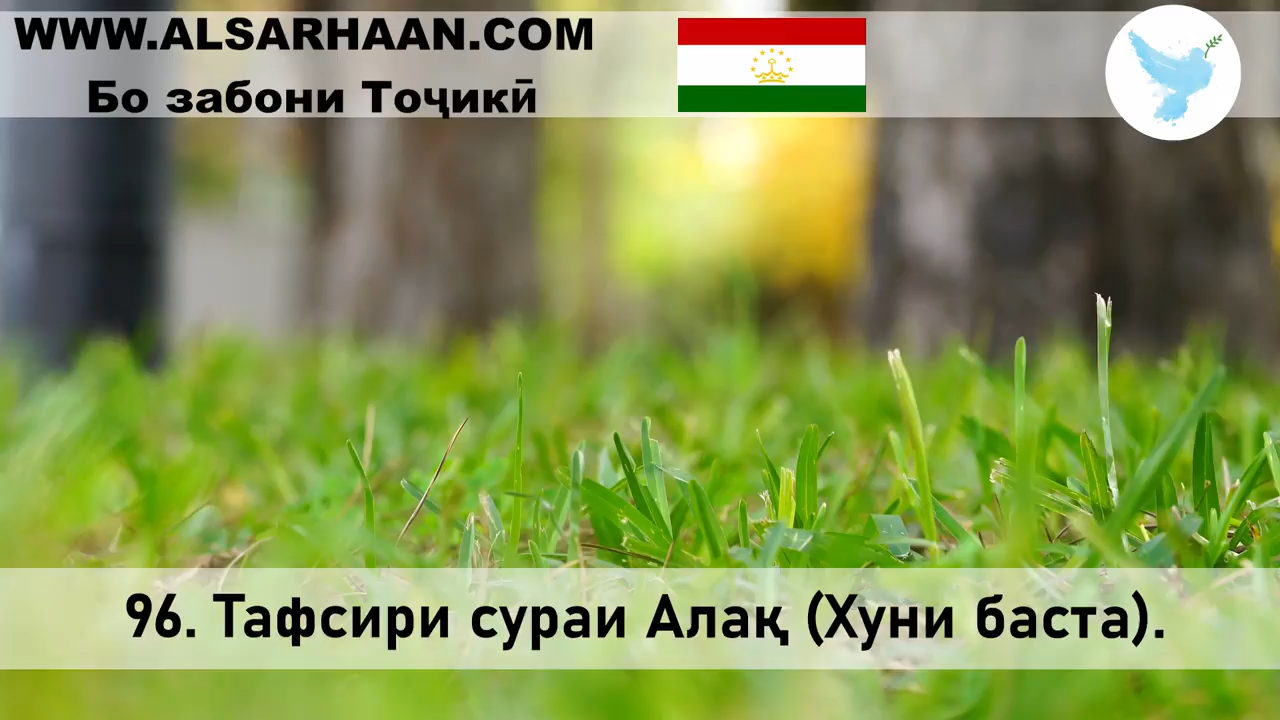 WWW.ALSARHAAN.COM
Бо забони Тоҷикӣ
96. Тафсири сураи Алақ (Хуни баста).